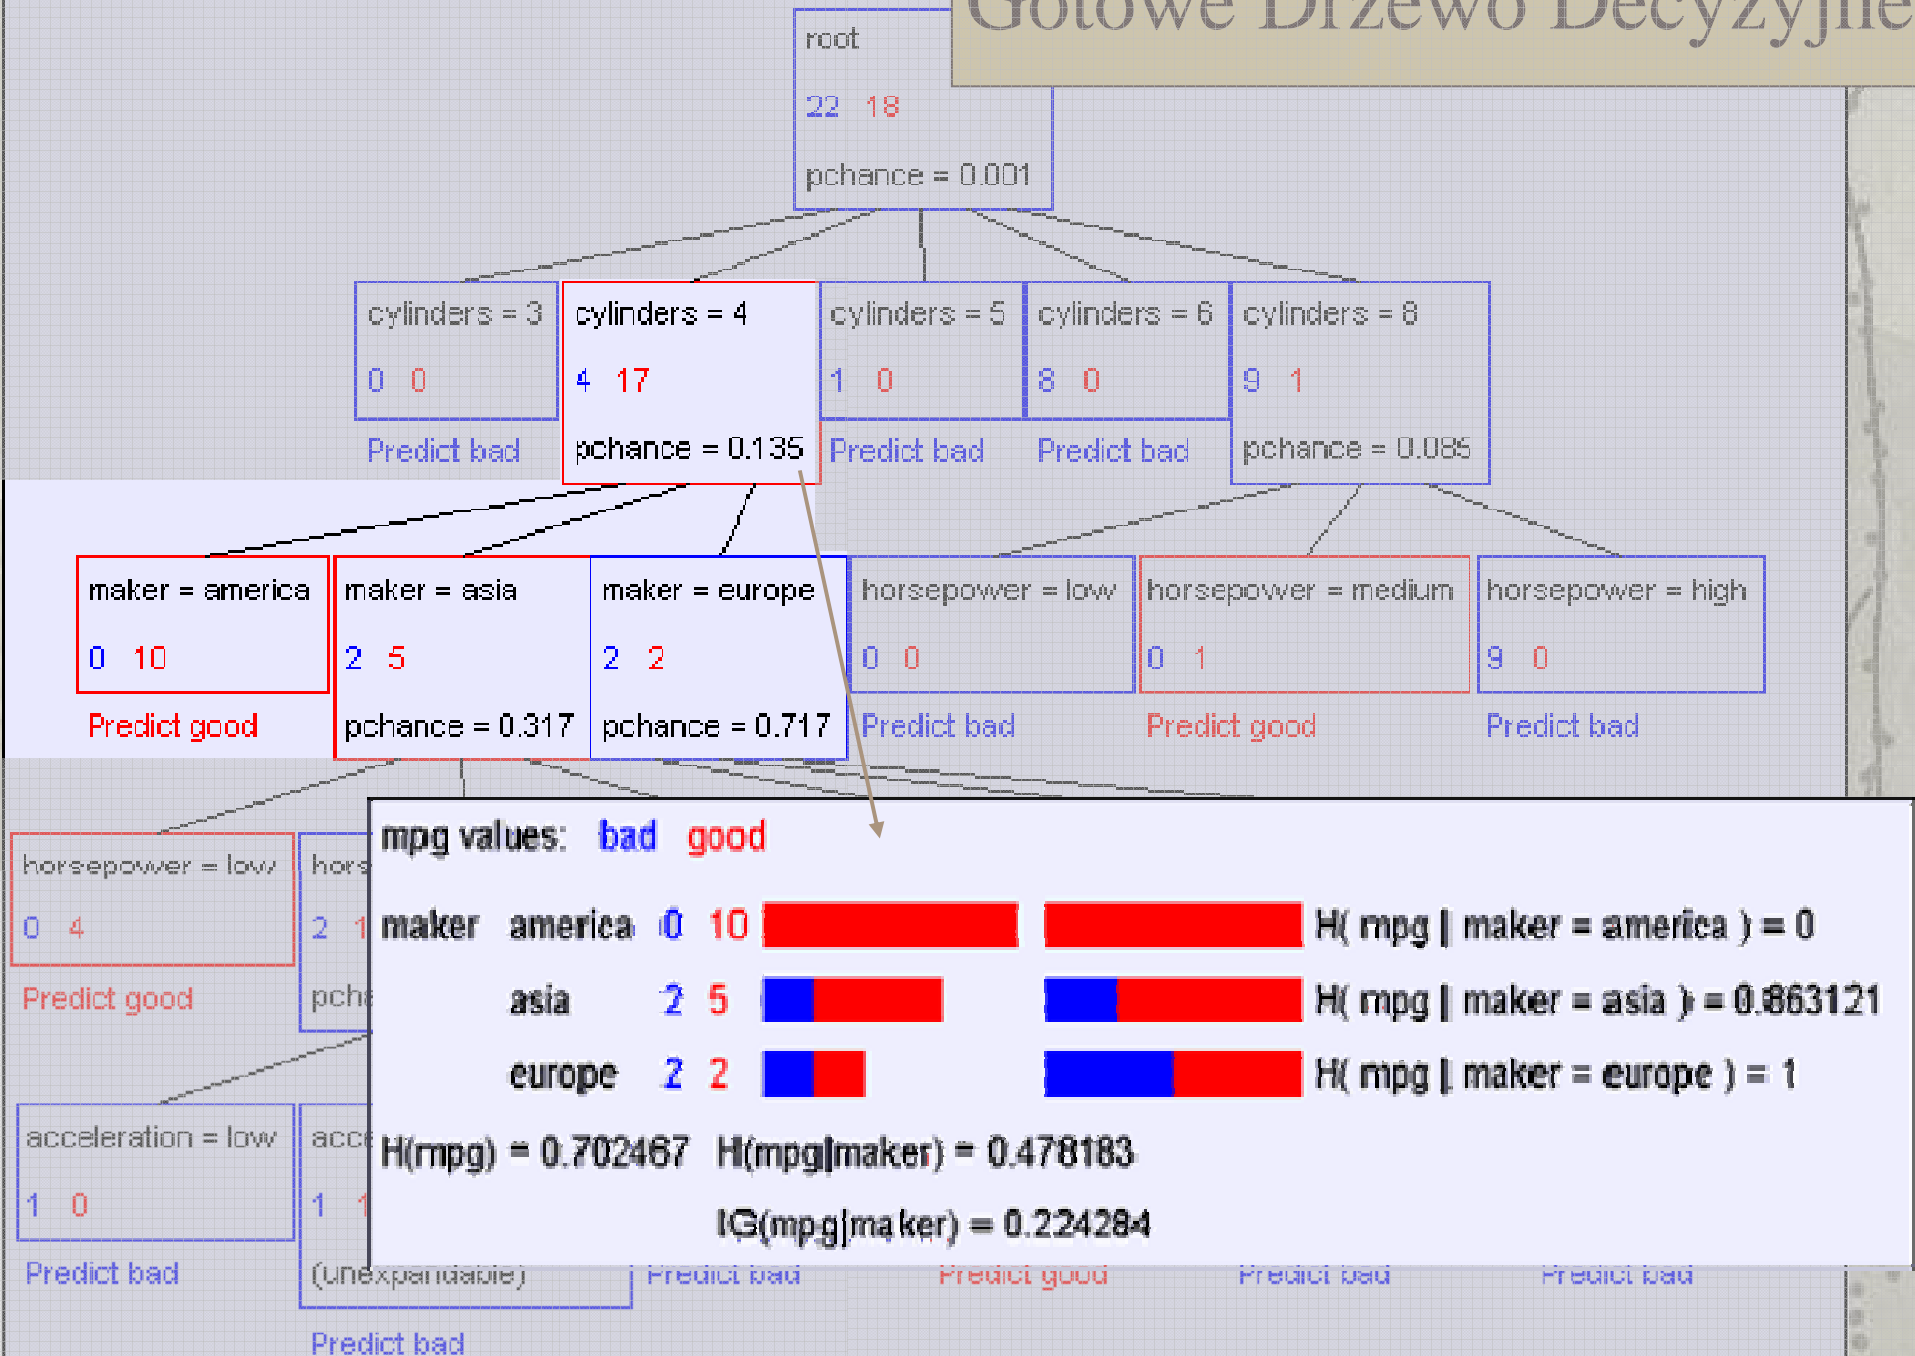 Gotowe Drzewo Decyzyjne
root
22 18
pchance = 0.001
cylinders = 3
0 0
Predict bad
cylinders = 4
4 17
pchance = 0.135
cylinders = 5
1 0
Predict bad
cylinders = 6
8 0
Predict bad
cylinders = 8
9 1
pchance = 0.085
maker = america
0 10
Predict good
maker = asia
2 5
pchance = 0.317
maker = europe
2 2
pchance = 0.717
horsepower = low
0 0
Predict bad
horsepower = medium
0 1
Predict good
horsepower = high
9 0
Predict bad
horsepower = low
0 4
Predict good
hors
2 1
pcha
mpg values: bad good
maker america 0 10 H( mpg | maker = america ) = 0
asia 2 5 H( mpg | maker = asia ) = 0.863121
europe 2 2 H( mpg | maker = europe ) = 1
H(mpg) = 0.702467 H(mpg|maker) = 0.478183
IG(mpg|maker) = 0.224284
acceleration = low
1 0
Predict bad
acce
1 1
(unexpandable)
Predict bad
Predict bad
Predict good
Predict bad
Predict bad